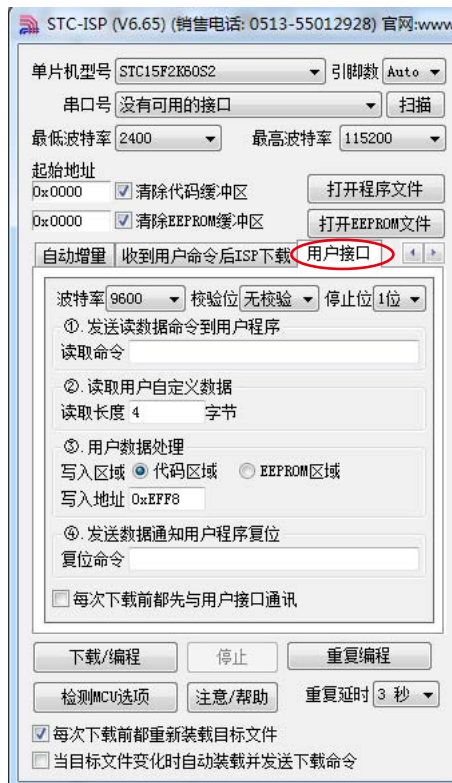 STC-ISP (V6.65) (销售电话: 0513-55012928) 官网:www
单片机型号 STC15F2K60S2 引脚数 Auto
串口号 没有可用的接口 扫描
最低波特率 2400 最高波特率 115200
起始地址
0x0000 清除代码缓冲区 打开程序文件
0x0000 清除EEPROM缓冲区 打开EEPROM文件
自动增量 收到用户命令后ISP下载 用户接口
波特率 9600 校验位 无校验 停止位 1位
①. 发送读数据命令到用户程序
读取命令
②. 读取用户自定义数据
读取长度 4 字节
③. 用户数据处理
写入区域 代码区域 EEPROM区域
写入地址 0xEFF8
④. 发送数据通知用户程序复位
复位命令
每次下载前都先与用户接口通讯
下载/编程 停止 重复编程
检测MCU选项 注意/帮助 重复延时 3 秒
每次下载前都重新装载目标文件
当目标文件变化时自动装载并发送下载命令